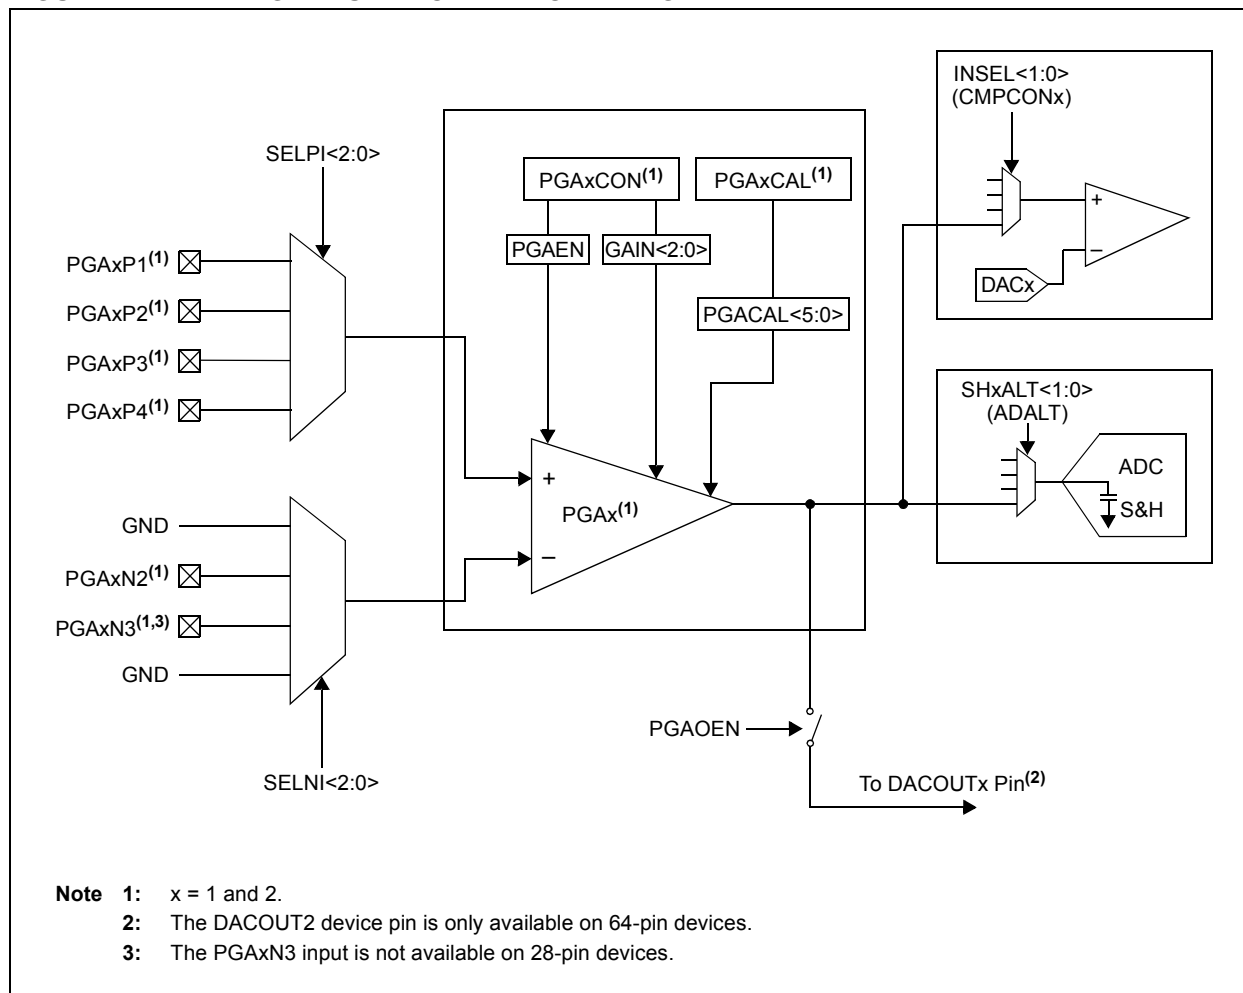 INSEL<1:0>
(CMPCONx)
SELPI<2:0>
PGAxCON(1)
PGAxCAL(1)
PGAEN
GAIN<2:0>
PGACAL<5:0>
PGAxP1(1)
PGAxP2(1)
PGAxP3(1)
PGAxP4(1)
+
–
DACx
SHxALT<1:0>
(ADALT)
ADC
S&H
+
PGAx(1)
–
GND
PGAxN2(1)
PGAxN3(1,3)
GND
SELNI<2:0>
PGAOEN
To DACOUTx Pin(2)
Note 1: x = 1 and 2.
2: The DACOUT2 device pin is only available on 64-pin devices.
3: The PGAxN3 input is not available on 28-pin devices.